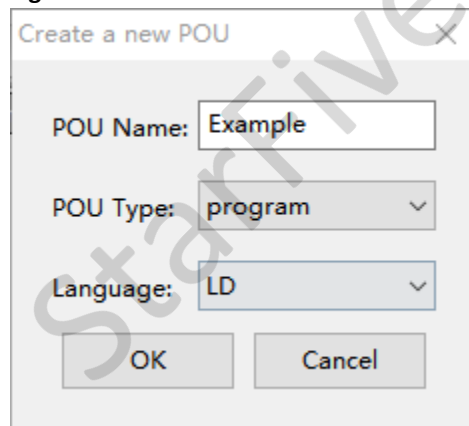 Create a new POU
POU Name: Example
POU Type: program
Language: LD
OK Cancel
StarFive